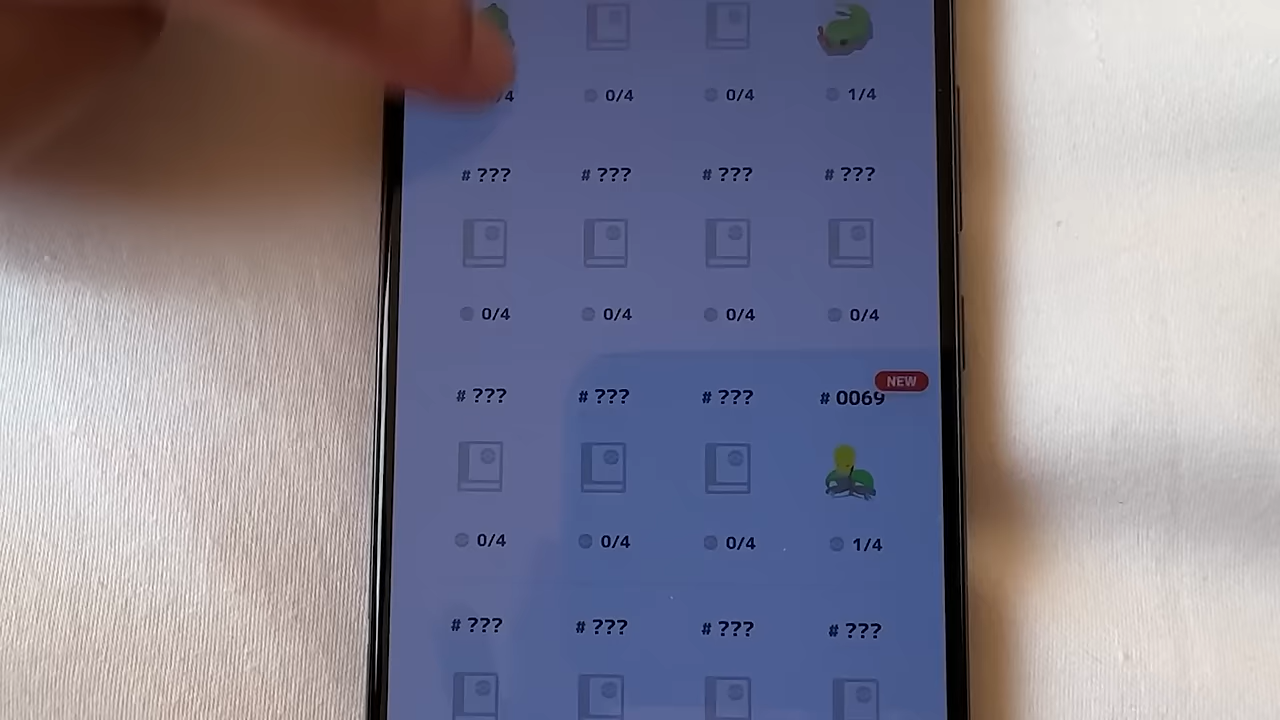 /4 0/4 0/4 1/4
# ??? # ??? # ??? # ???
0/4 0/4 0/4 0/4
NEW
# ??? # ??? # ??? # 0069
0/4 0/4 0/4 1/4
# ??? # ??? # ??? # ???